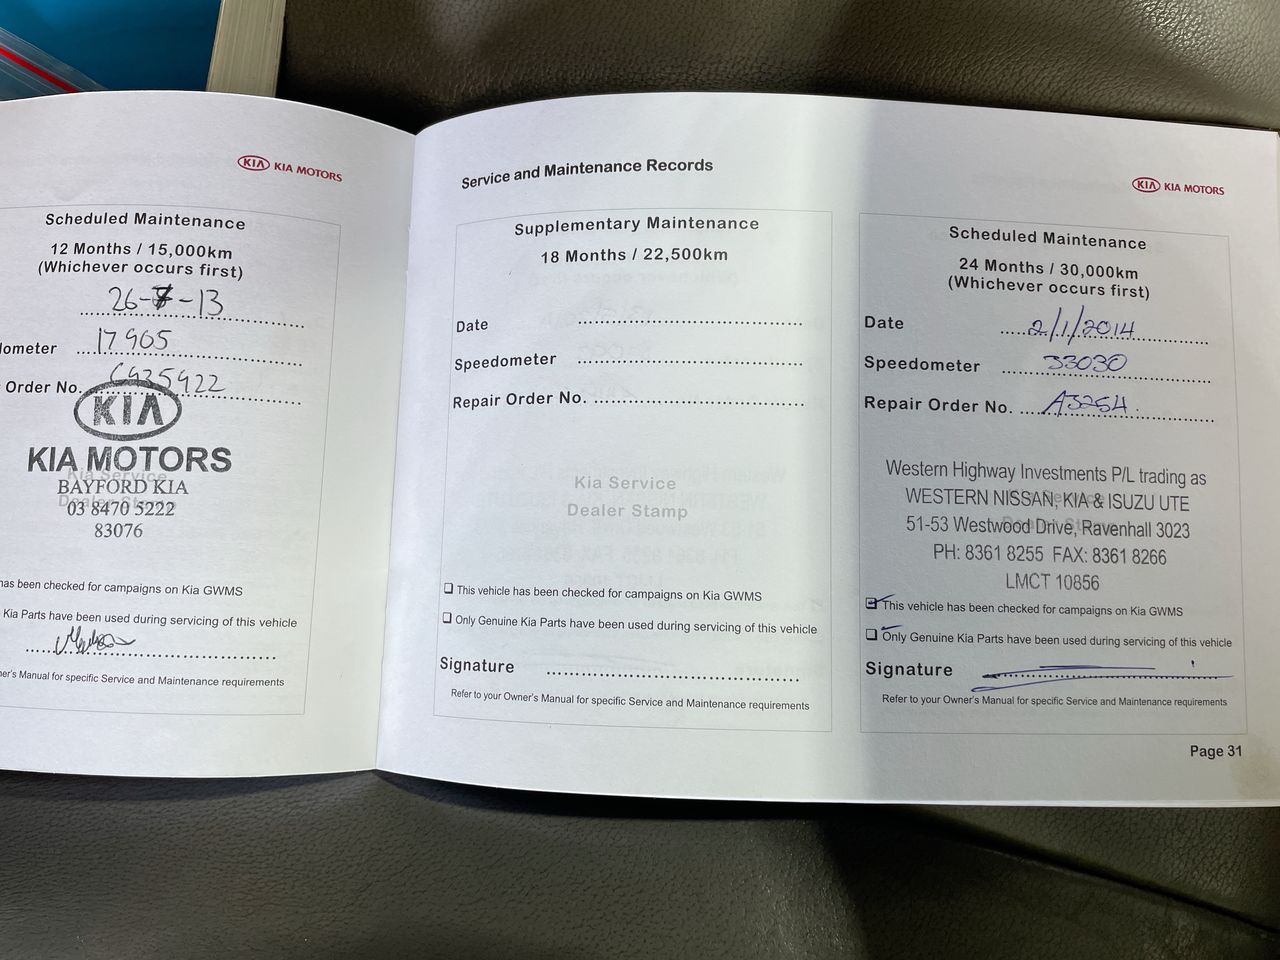 KIA KIA MOTORS
Scheduled Maintenance
12 Months / 15,000km
(Whichever occurs first)
26-7-13
lometer 17905
Order No. C435422
KIA
KIA MOTORS
Kia Service
BAYFORD KIA
03 8470 5222
83076
has been checked for campaigns on Kia GWMS
Kia Parts have been used during servicing of this vehicle
ner's Manual for specific Service and Maintenance requirements
Service and Maintenance Records
Supplementary Maintenance
18 Months / 22,500km
Date
Speedometer
Repair Order No.
Kia Service
Dealer Stamp
This vehicle has been checked for campaigns on Kia GWMS
Only Genuine Kia Parts have been used during servicing of this vehicle
Signature
Refer to your Owner's Manual for specific Service and Maintenance requirements
KIA KIA MOTORS
Scheduled Maintenance
24 Months / 30,000km
(Whichever occurs first)
Date 2/1/2014
Speedometer 33030
Repair Order No. A3254
Western Highway Investments P/L trading as
WESTERN NISSAN, KIA & ISUZU UTE
51-53 Westwood Drive, Ravenhall 3023
PH: 8361 8255 FAX: 8361 8266
LMCT 10856
This vehicle has been checked for campaigns on Kia GWMS
Only Genuine Kia Parts have been used during servicing of this vehicle
Signature
Refer to your Owner's Manual for specific Service and Maintenance requirements
Page 31